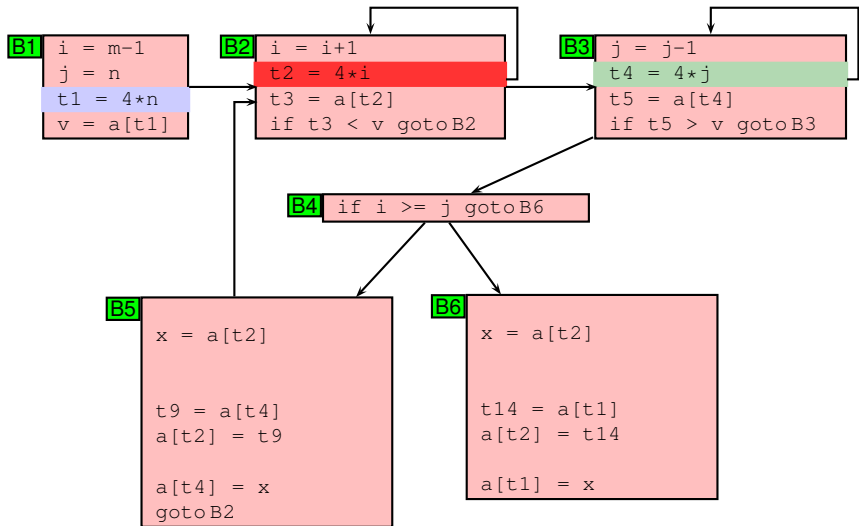 B1
i = m-1
j = n
t1 = 4*n
v = a[t1]
B2
i = i+1
t2 = 4*i
t3 = a[t2]
if t3 < v goto B2
B3
j = j-1
t4 = 4*j
t5 = a[t4]
if t5 > v goto B3
B4
if i >= j goto B6
B5
x = a[t2]
t9 = a[t4]
a[t2] = t9
a[t4] = x
goto B2
B6
x = a[t2]
t14 = a[t1]
a[t2] = t14
a[t1] = x